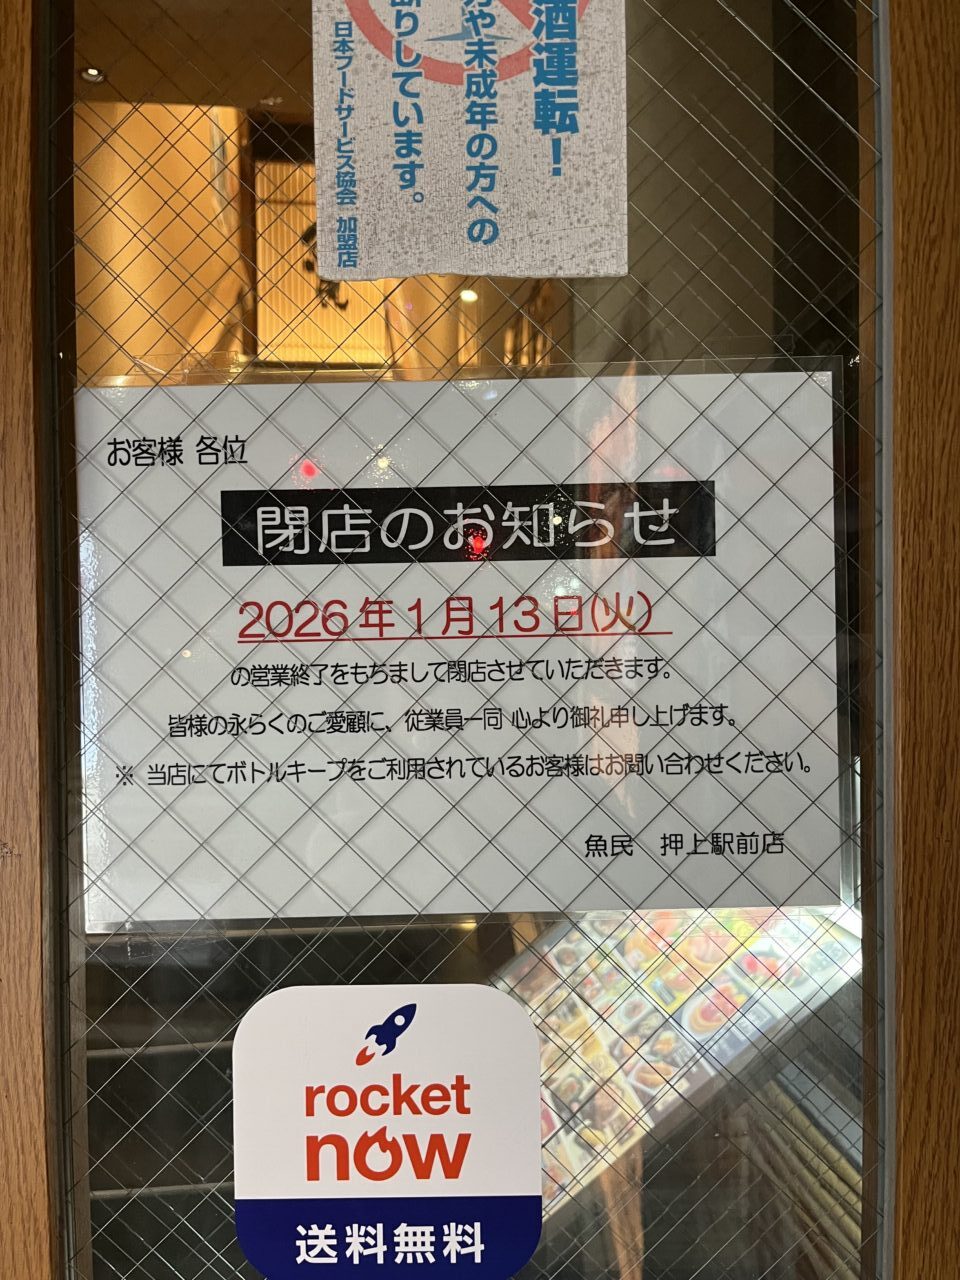 酒運転！
や未成年の方への
断りしています。
日本フードサービス協会 加盟店
お客様 各位
閉店のお知らせ
2026年1月13日(火)
の営業終了をもちまして閉店させていただきます。
皆様の永らくのご愛顧に、従業員一同 心より御礼申し上げます。
※ 当店にてボトルキープをご利用されているお客様はお問い合わせください。
魚民 押上駅前店
rocket
now
送料無料